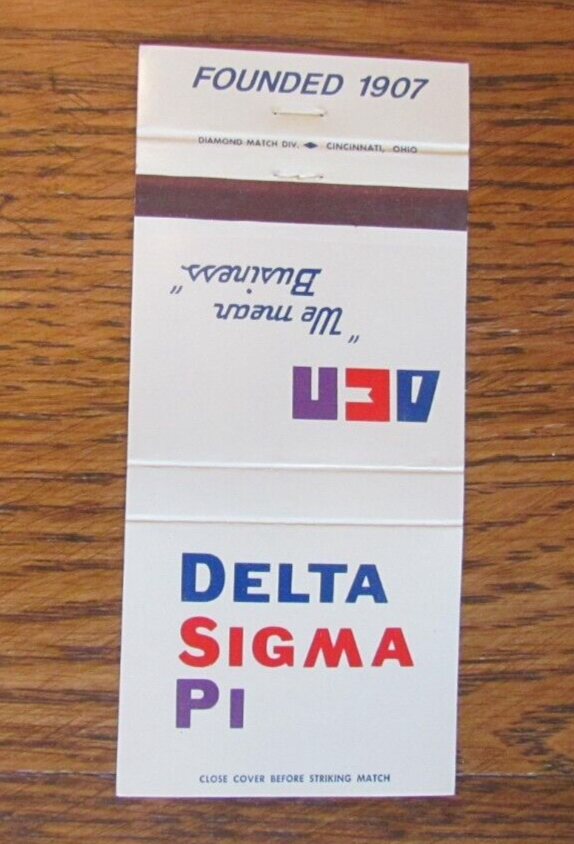 FOUNDED 1907
DIAMOND MATCH DIV. ◆ CINCINNATI, OHIO
ΔΣΠ
"We mean
Business."
DELTA
SIGMA
PI
CLOSE COVER BEFORE STRIKING MATCH